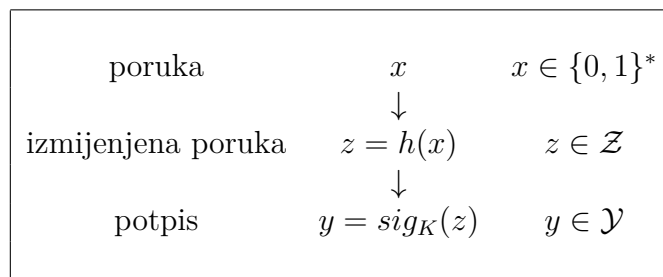 poruka x x ∈ {0, 1}*
↓
izmijenjena poruka z = h(x) z ∈ 𝒵
↓
potpis y = sig_K(z) y ∈ 𝒴